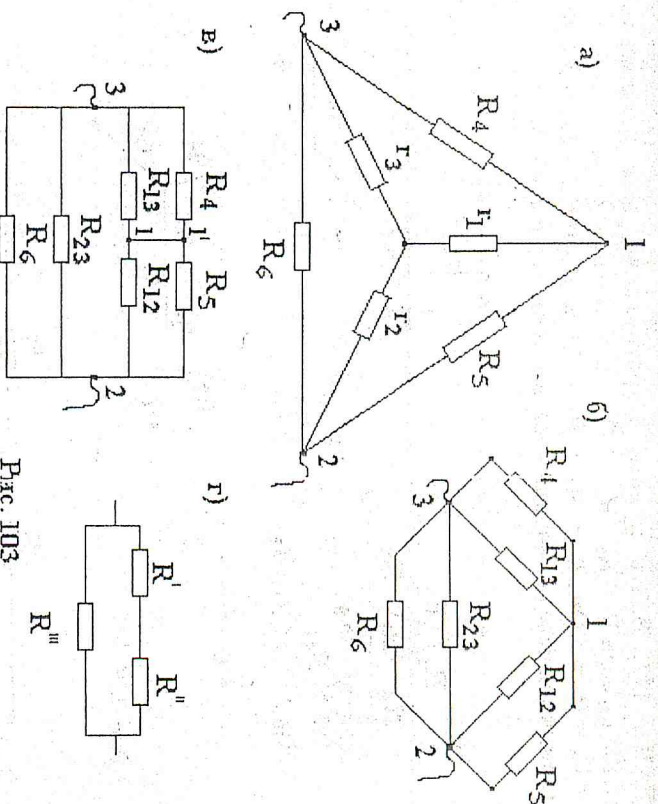 а)
1
R₄
r₁
R₅
r₃
r₂
3
2
R₆
б)
1
R₄
R₁₃
R₁₂
R₅
3
R₂₃
2
R₆
в)
R₄
1'
R₅
3
R₁₃
1
R₁₂
2
R₂₃
R₆
г)
R'
R''
R'''
Рис. 103